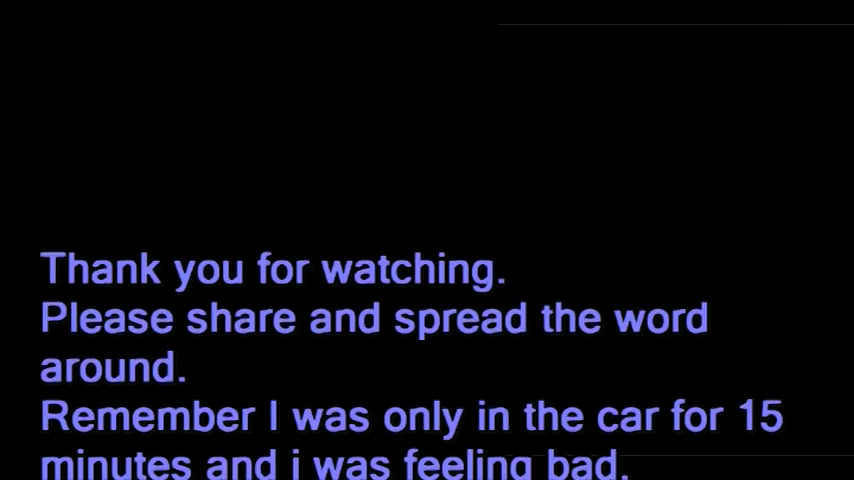 Thank you for watching.
Please share and spread the word
around.
Remember I was only in the car for 15
minutes and i was feeling bad.